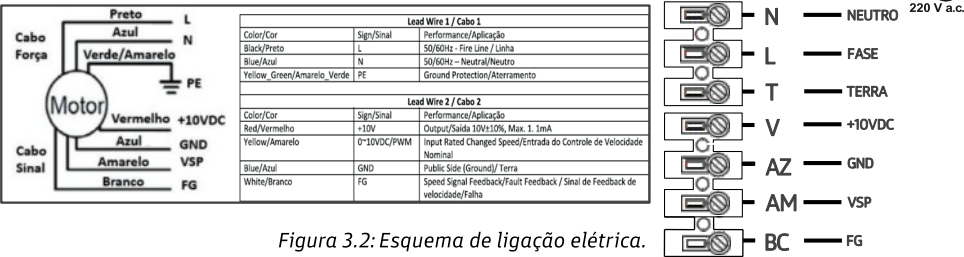 Preto L
Cabo Força
Azul N
Verde/Amarelo
PE
Motor
Vermelho +10VDC
Azul GND
Cabo Sinal
Amarelo VSP
Branco FG
Lead Wire 1 / Cabo 1
Color/Cor Sign/Sinal Performance/Aplicação
Black/Preto L 50/60Hz - Fire Line / Linha
Blue/Azul N 50/60Hz – Neutral/Neutro
Yellow_Green/Amarelo_Verde PE Ground Protection/Aterramento
Lead Wire 2 / Cabo 2
Color/Cor Sign/Sinal Performance/Aplicação
Red/Vermelho +10V Output/Saída 10V±10%, Max. 1. 1mA
Yellow/Amarelo 0~10VDC/PWM Input Rated Changed Speed/Entrada do Controle de Velocidade
Nominal
Blue/Azul GND Public Side (Ground)/ Terra
White/Branco FG Speed Signal Feedback/Fault Feedback / Sinal de Feedback de
velocidade/Falha
220 V a.c.
N NEUTRO
L FASE
T TERRA
V +10VDC
AZ GND
AM VSP
BC FG
Figura 3.2: Esquema de ligação elétrica.